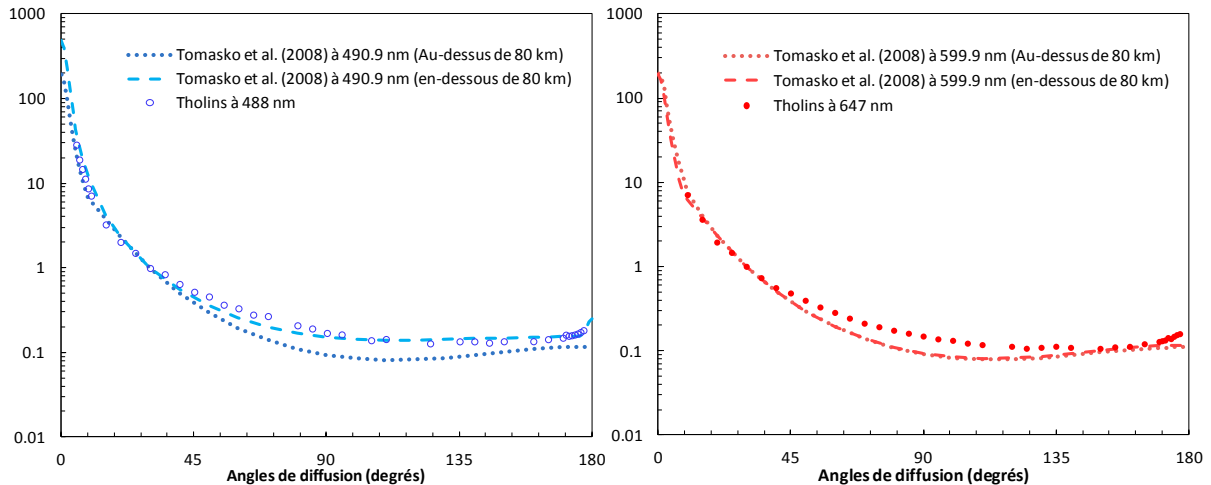 1000
100
10
1
0.1
0.01
0
45
90
135
180
Angles de diffusion (degrés)
Tomasko et al. (2008) à 490.9 nm (Au-dessus de 80 km)
Tomasko et al. (2008) à 490.9 nm (en-dessous de 80 km)
Tholins à 488 nm
1000
100
10
1
0.1
0.01
0
45
90
135
180
Angles de diffusion (degrés)
Tomasko et al. (2008) à 599.9 nm (Au-dessus de 80 km)
Tomasko et al. (2008) à 599.9 nm (en-dessous de 80 km)
Tholins à 647 nm